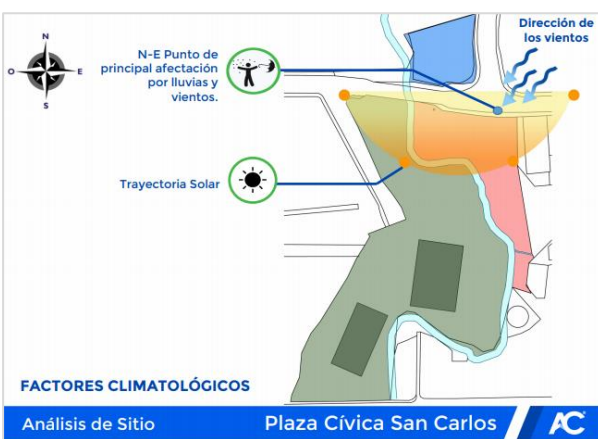 N
O
E
S
N-E Punto de
principal afectación
por lluvias y
vientos.
Dirección de
los vientos
Trayectoria Solar
FACTORES CLIMATOLÓGICOS
Análisis de Sitio
Plaza Cívica San Carlos
AC